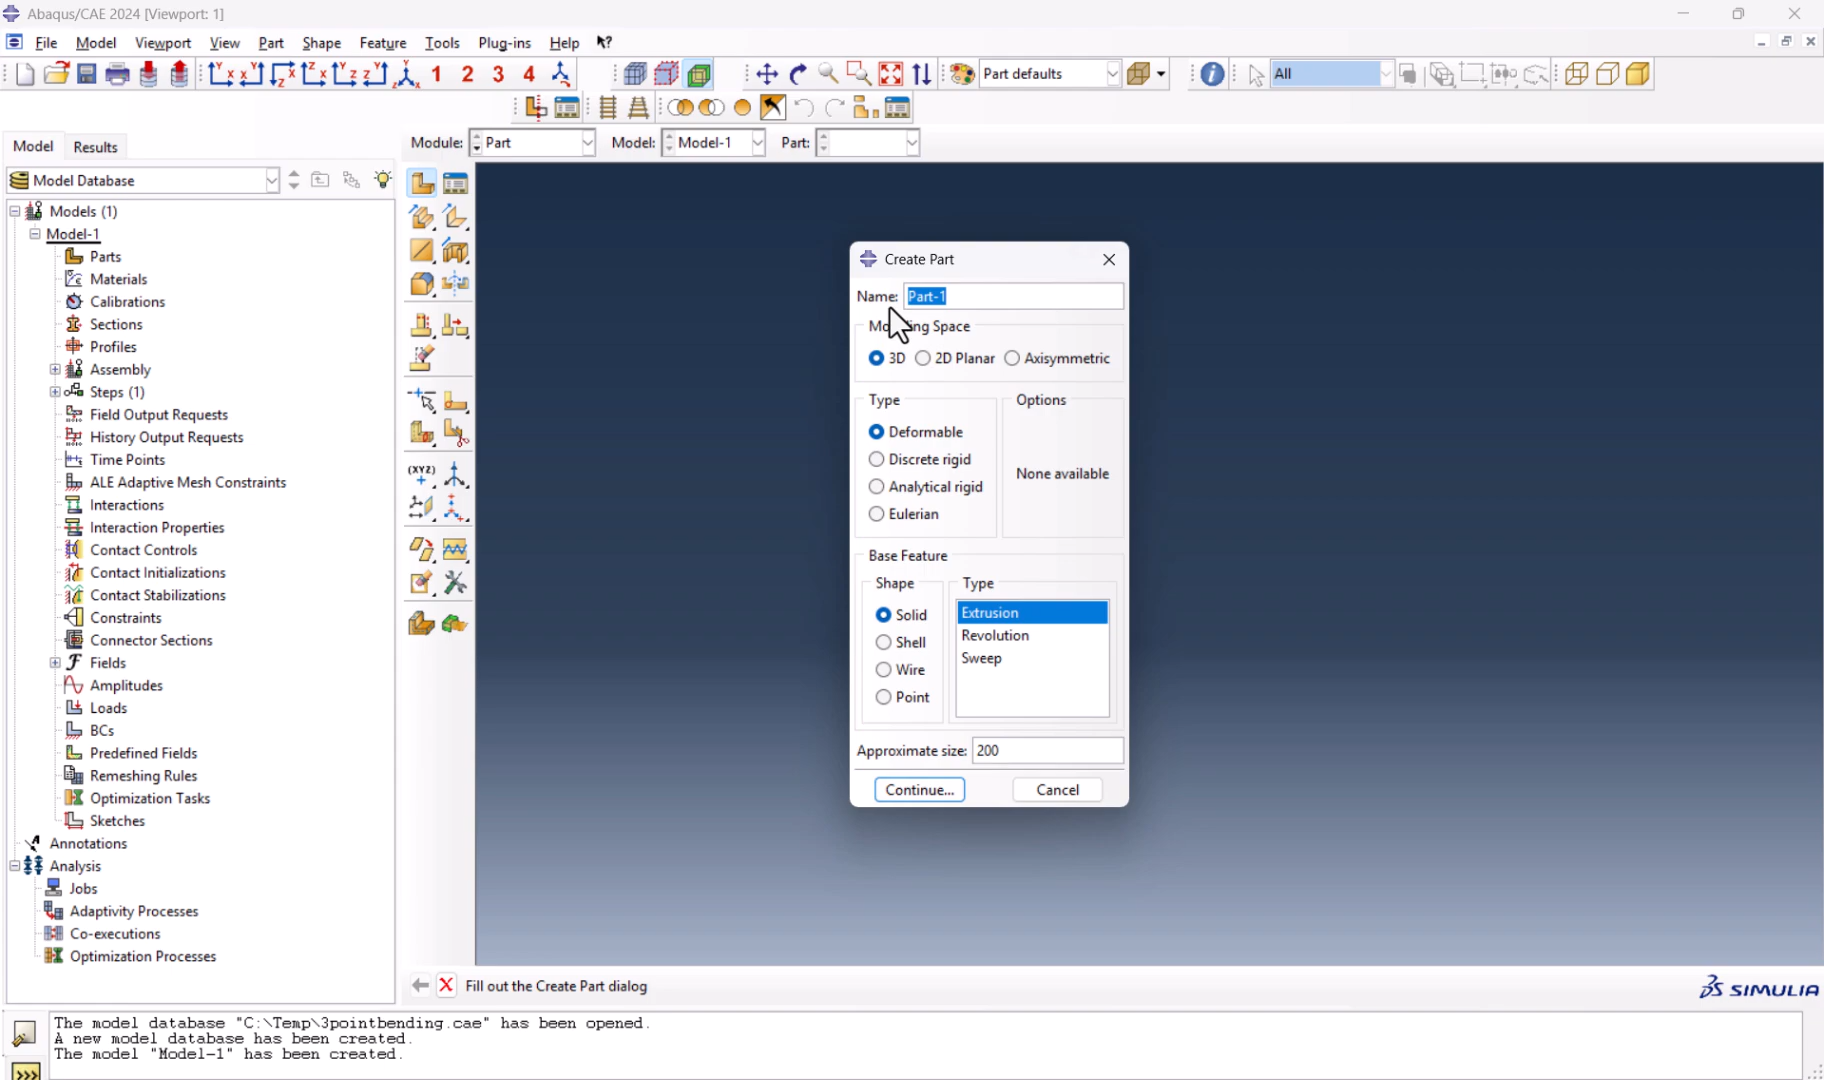 Abaqus/CAE 2024 [Viewport: 1]
File Model Viewport View Part Shape Feature Tools Plug-ins Help
1 2 3 4 Part defaults All
Model Results Module: Part Model: Model-1 Part:
Model Database
Models (1)
Model-1
Parts
Materials
Calibrations
Sections
Profiles
Assembly
Steps (1)
Field Output Requests
History Output Requests
Time Points
ALE Adaptive Mesh Constraints
Interactions
Interaction Properties
Contact Controls
Contact Initializations
Contact Stabilizations
Constraints
Connector Sections
Fields
Amplitudes
Loads
BCs
Predefined Fields
Remeshing Rules
Optimization Tasks
Sketches
Annotations
Analysis
Jobs
Adaptivity Processes
Co-executions
Optimization Processes
(XYZ)
Create Part
Name: Part-1
Space
3D 2D Planar Axisymmetric
Type Options
Deformable
Discrete rigid
Analytical rigid
Eulerian
None available
Base Feature
Shape Type
Solid
Shell
Wire
Point
Extrusion
Revolution
Sweep
Approximate size: 200
Continue... Cancel
Fill out the Create Part dialog
SIMULIA
The model database "C:\Temp\3pointbending.cae" has been opened.
A new model database has been created.
The model "Model-1" has been created.
>>>